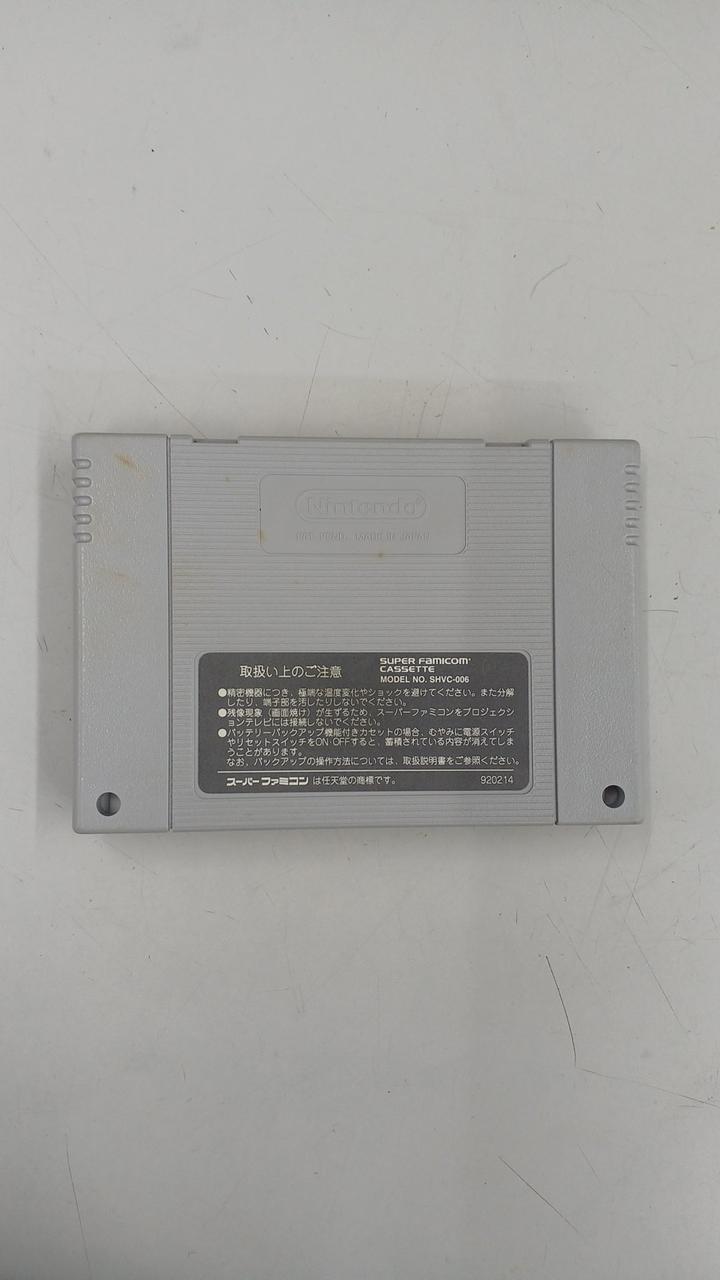 Nintendo
PAT. PEND. MADE IN JAPAN
取扱い上のご注意
SUPER FAMICOM
CASSETTE
MODEL NO. SHVC-006
●精密機器につき、極端な温度変化やショックを避けてください。また分解
したり、端子部を汚したりしないでください。
●残像現象（画面焼け）が生ずるため、スーパーファミコンをプロジェクシ
ョンテレビには接続しないでください。
●バッテリーバックアップ機能付きカセットの場合、むやみに電源スイッチ
やリセットスイッチをON·OFFすると、蓄積されている内容が消えてしま
うことがあります。
なお、バックアップの操作方法については、取扱説明書をご参照ください。
スーパーファミコン は任天堂の商標です。
920214